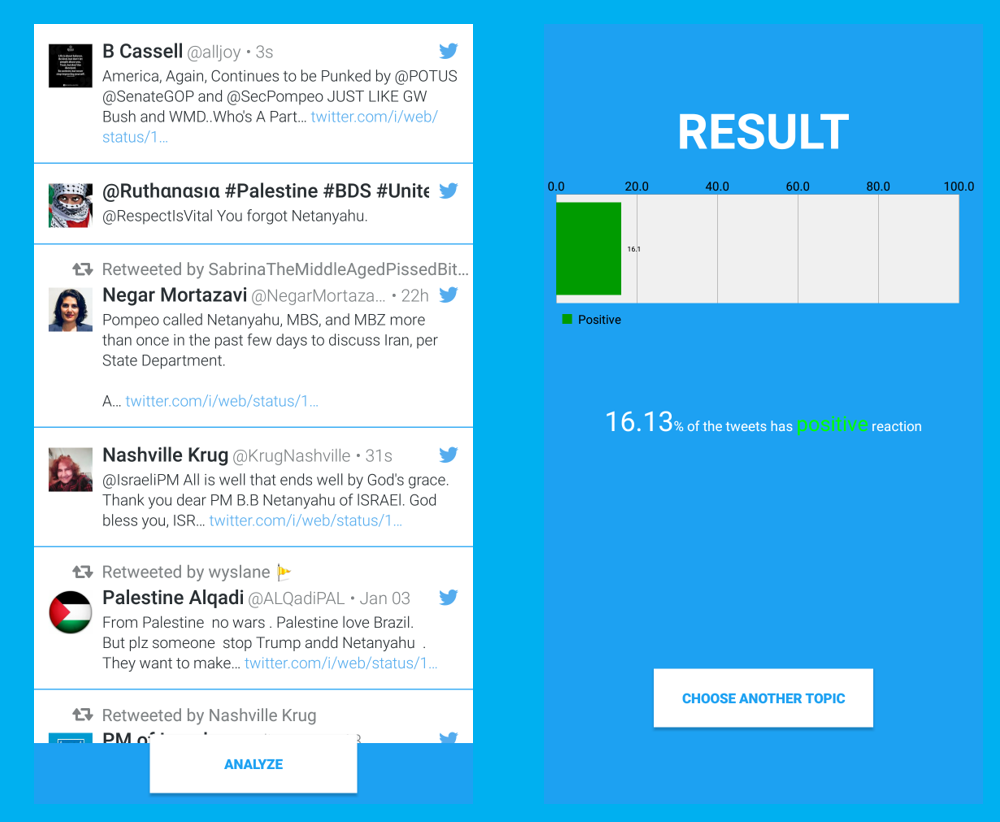 B Cassell @alljoy • 3s
America, Again, Continues to be Punked by @POTUS
@SenateGOP and @SecPompeo JUST LIKE GW
Bush and WMD..Who's A Part… twitter.com/i/web/
status/1…
@Ruthαnαsια #Palestine #BDS #Unite
@RespectIsVital You forgot Netanyahu.
Retweeted by SabrinaTheMiddleAgedPissedBit…
Negar Mortazavi @NegarMortaza… • 22h
Pompeo called Netanyahu, MBS, and MBZ more
than once in the past few days to discuss Iran, per
State Department.
A… twitter.com/i/web/status/1…
Nashville Krug @KrugNashville • 31s
@IsraeliPM All is well that ends well by God's grace.
Thank you dear PM B.B Netanyahu of ISRAEl. God
bless you, ISR… twitter.com/i/web/status/1…
Retweeted by wyslane
Palestine Alqadi @ALQadiPAL • Jan 03
From Palestine no wars . Palestine love Brazil.
But plz someone stop Trump andd Netanyahu .
They want to make… twitter.com/i/web/status/1…
Retweeted by Nashville Krug
PM of
ANALYZE
RESULT
0.0 20.0 40.0 60.0 80.0 100.0
16.1
Positive
16.13% of the tweets has positive reaction
CHOOSE ANOTHER TOPIC